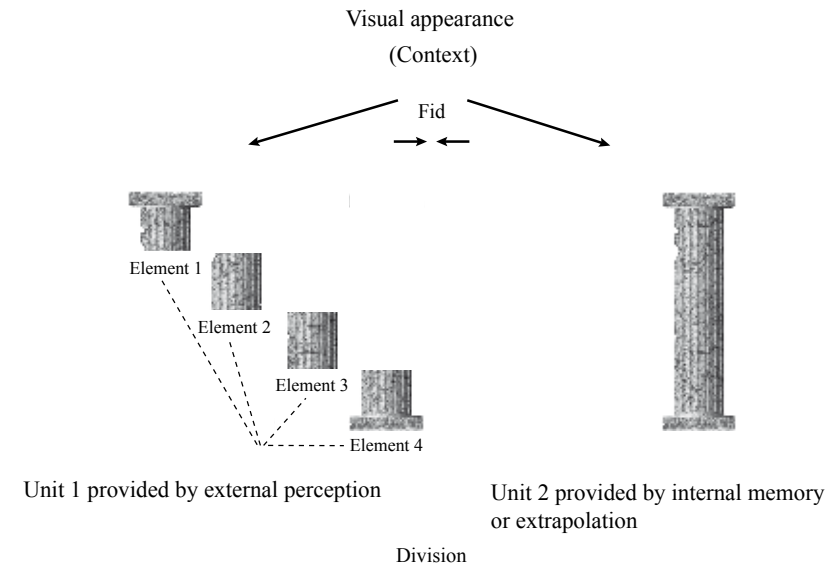 Visual appearance
(Context)
Fid
Element 1
Element 2
Element 3
Element 4
Unit 1 provided by external perception
Unit 2 provided by internal memory
or extrapolation
Division